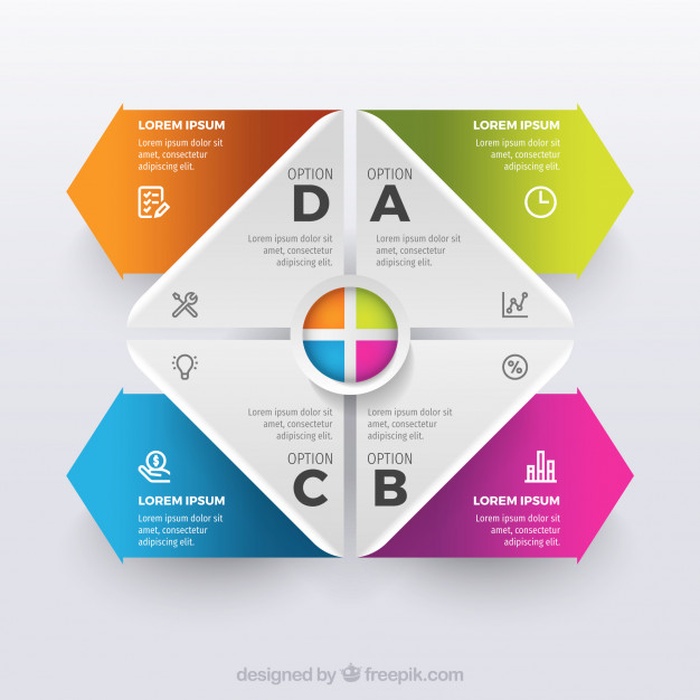 LOREM IPSUM
Lorem ipsum dolor sit
amet, consectetur
adipiscing elit.
OPTION
D
Lorem ipsum dolor sit
amet, consectetur
adipiscing elit.
OPTION
A
Lorem ipsum dolor sit
amet, consectetur
adipiscing elit.
LOREM IPSUM
Lorem ipsum dolor sit
amet, consectetur
adipiscing elit.
%
$
LOREM IPSUM
Lorem ipsum dolor sit
amet, consectetur
adipiscing elit.
Lorem ipsum dolor sit
amet, consectetur
adipiscing elit.
OPTION
C
Lorem ipsum dolor sit
amet, consectetur
adipiscing elit.
OPTION
B
LOREM IPSUM
Lorem ipsum dolor sit
amet, consectetur
adipiscing elit.
designed by freepik.com